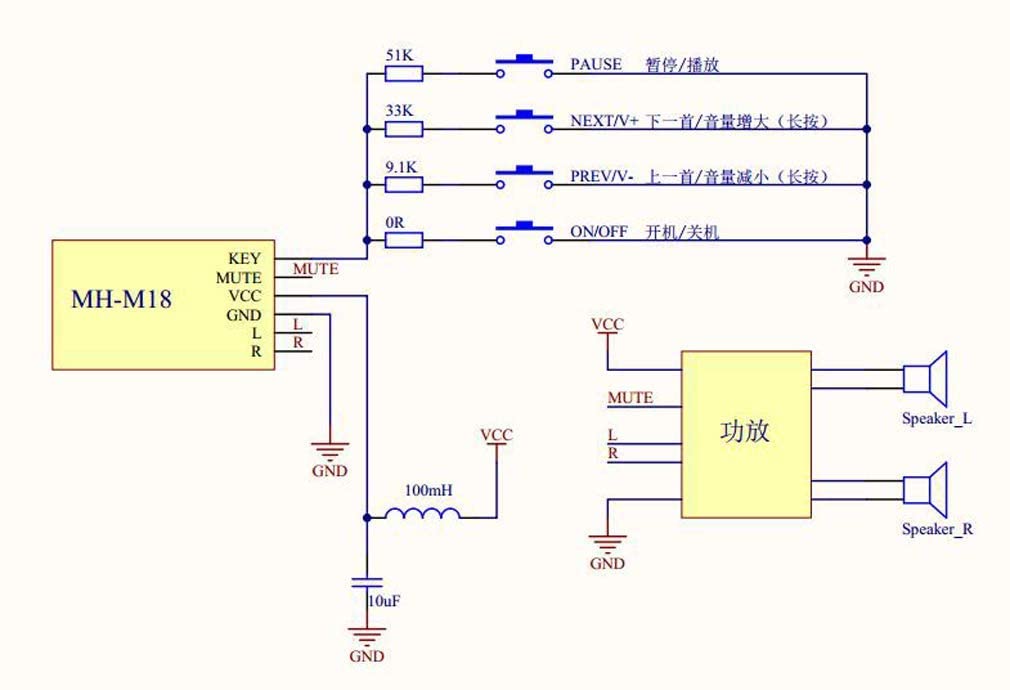 51K
PAUSE 暂停/播放
33K
NEXT/V+ 下一首/音量增大（长按）
9.1K
PREV/V- 上一首/音量减小（长按）
0R
ON/OFF 开机/关机
GND
MH-M18
KEY
MUTE
MUTE
VCC
GND
L
L
R
R
GND
VCC
100mH
10uF
GND
VCC
MUTE
L
R
功放
GND
Speaker_L
Speaker_R